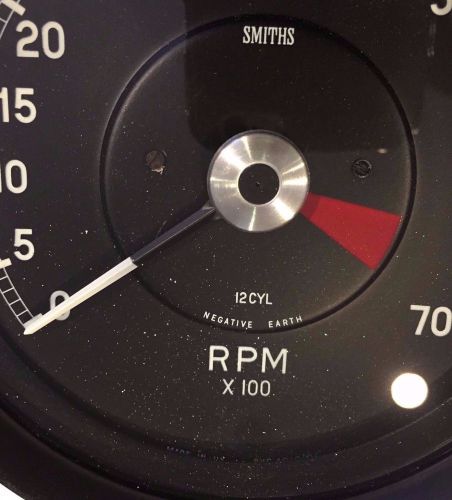 SMITHS
20
15
10
5
0
12CYL
NEGATIVE EARTH
70
RPM
X 100